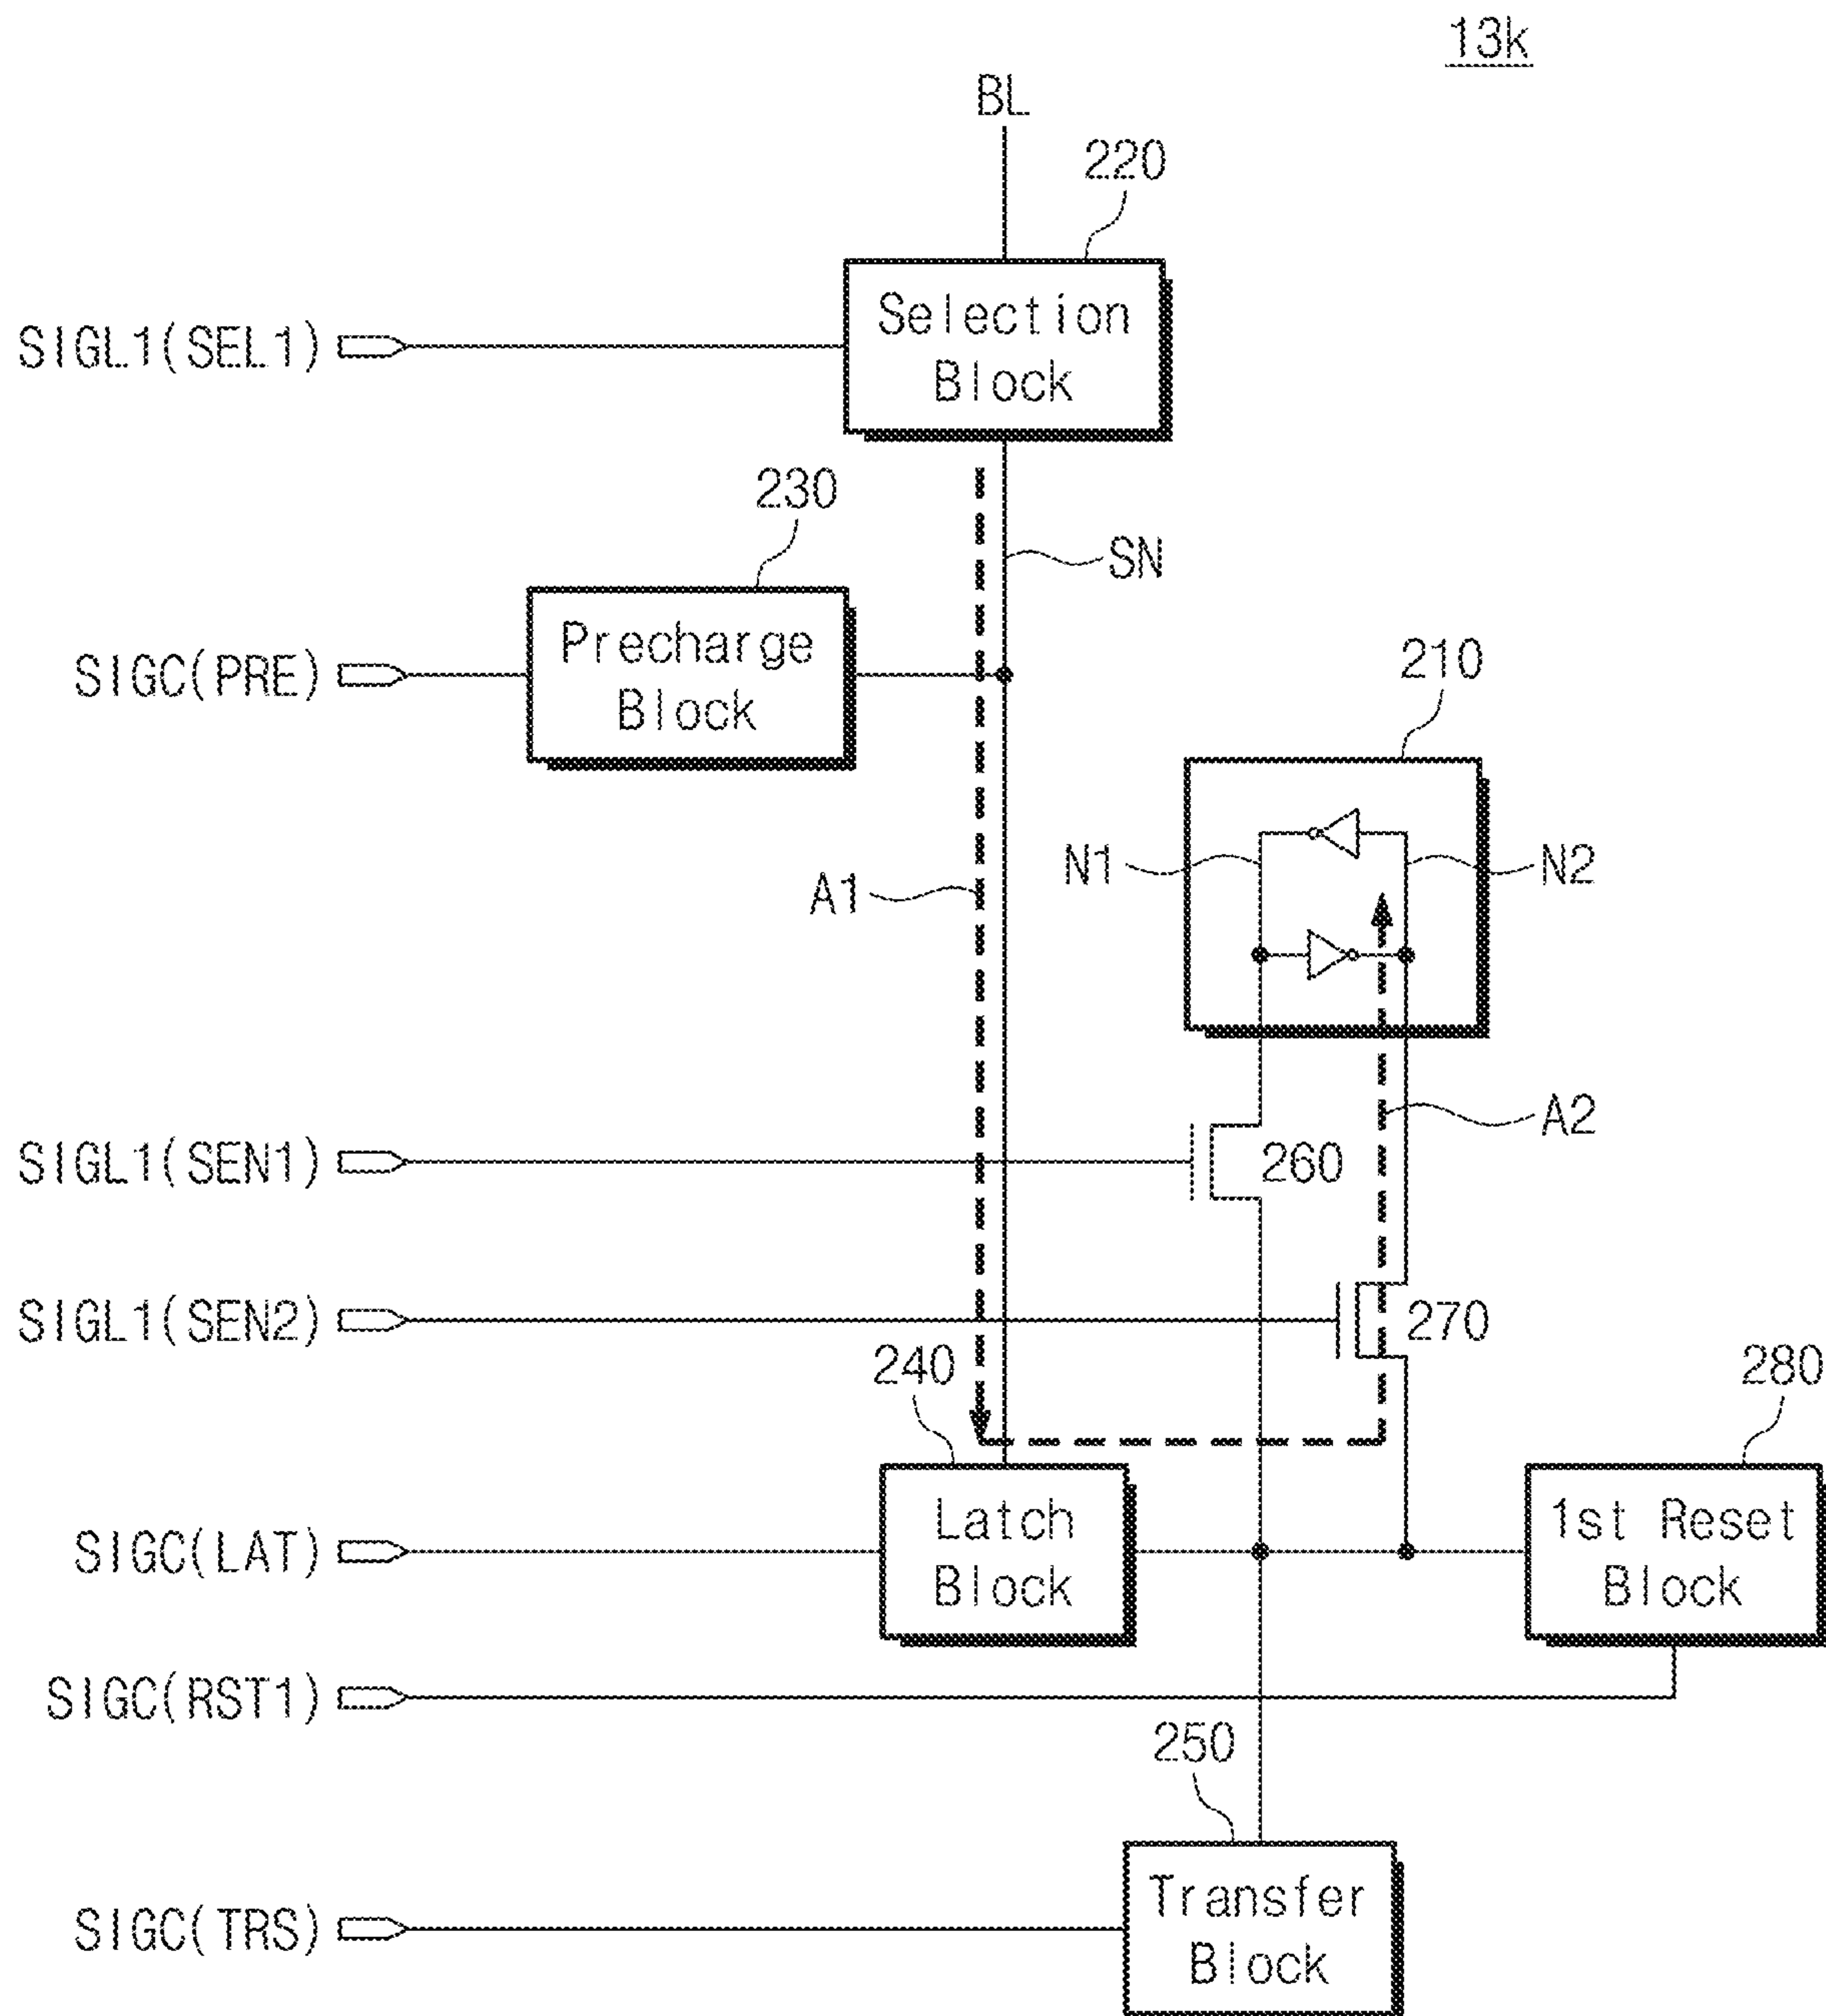 13k
BL
220
SIGL1(SEL1)
Selection
Block
230
SN
SIGC(PRE)
Precharge
Block
210
N1
N2
A1
A2
SIGL1(SEN1)
260
SIGL1(SEN2)
270
240
280
SIGC(LAT)
Latch
Block
1st Reset
Block
SIGC(RST1)
250
SIGC(TRS)
Transfer
Block